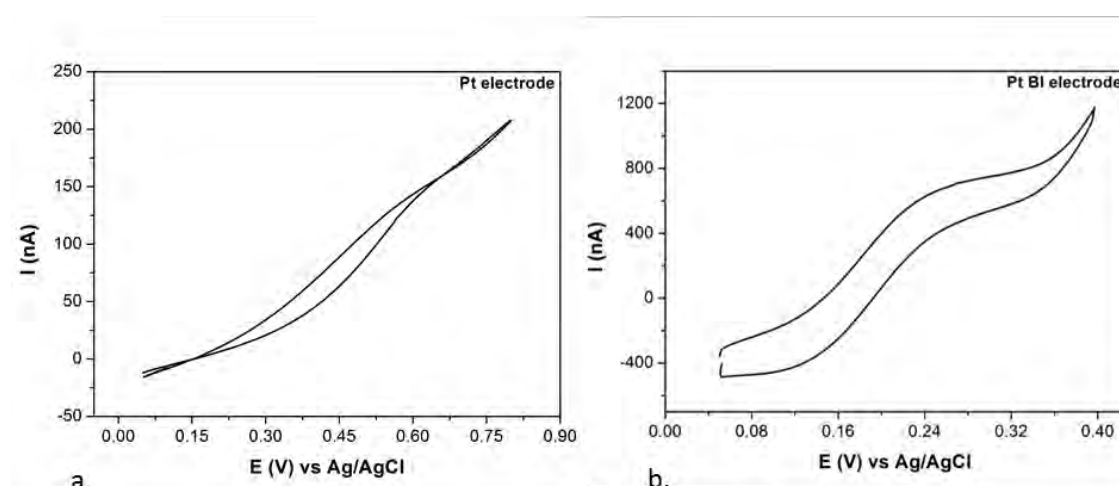 Pt electrode
250
200
150
100
50
0
-50
I (nA)
0.00 0.15 0.30 0.45 0.60 0.75 0.90
E (V) vs Ag/AgCl
a.
Pt Bl electrode
1200
800
400
0
-400
I (nA)
0.00 0.08 0.16 0.24 0.32 0.40
E (V) vs Ag/AgCl
b.